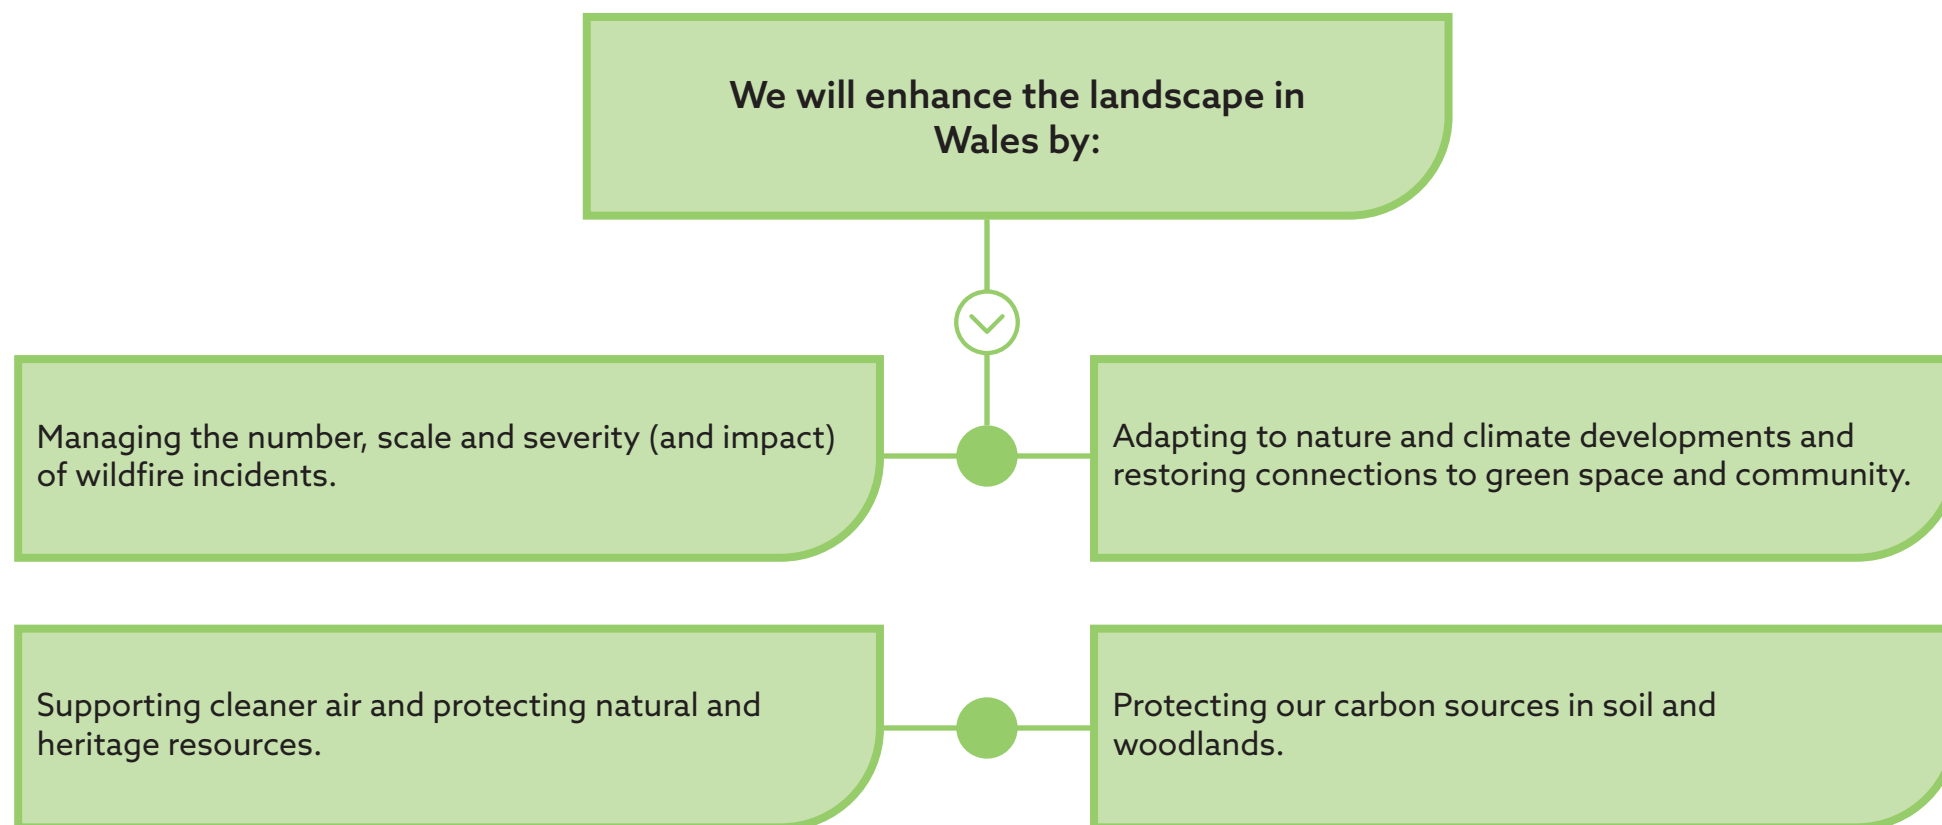 We will enhance the landscape in
Wales by:
Managing the number, scale and severity (and impact)
of wildfire incidents.
Adapting to nature and climate developments and
restoring connections to green space and community.
Supporting cleaner air and protecting natural and
heritage resources.
Protecting our carbon sources in soil and
woodlands.